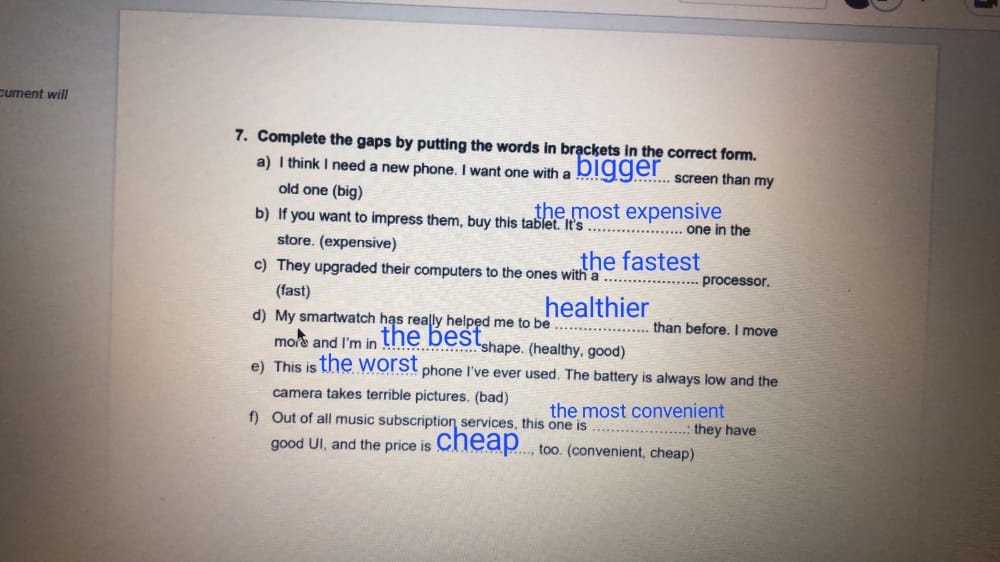 cument will
7. Complete the gaps by putting the words in brackets in the correct form.
a) I think I need a new phone. I want one with a bigger screen than my
old one (big)
b) If you want to impress them, buy this tablet. It's the most expensive one in the
store. (expensive)
c) They upgraded their computers to the ones with a the fastest processor.
(fast)
d) My smartwatch has really helped me to be healthier than before. I move
more and I'm in the best shape. (healthy, good)
e) This is the worst phone I've ever used. The battery is always low and the
camera takes terrible pictures. (bad)
f) Out of all music subscription services, this one is the most convenient: they have
good UI, and the price is cheap, too. (convenient, cheap)